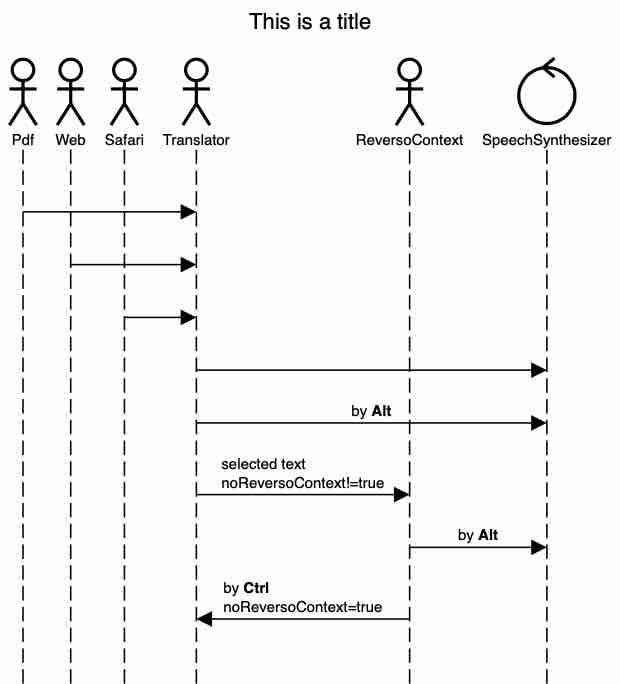 This is a title
Pdf Web Safari Translator ReversoContext SpeechSynthesizer
by Alt
selected text
noReversoContext!=true
by Alt
by Ctrl
noReversoContext=true